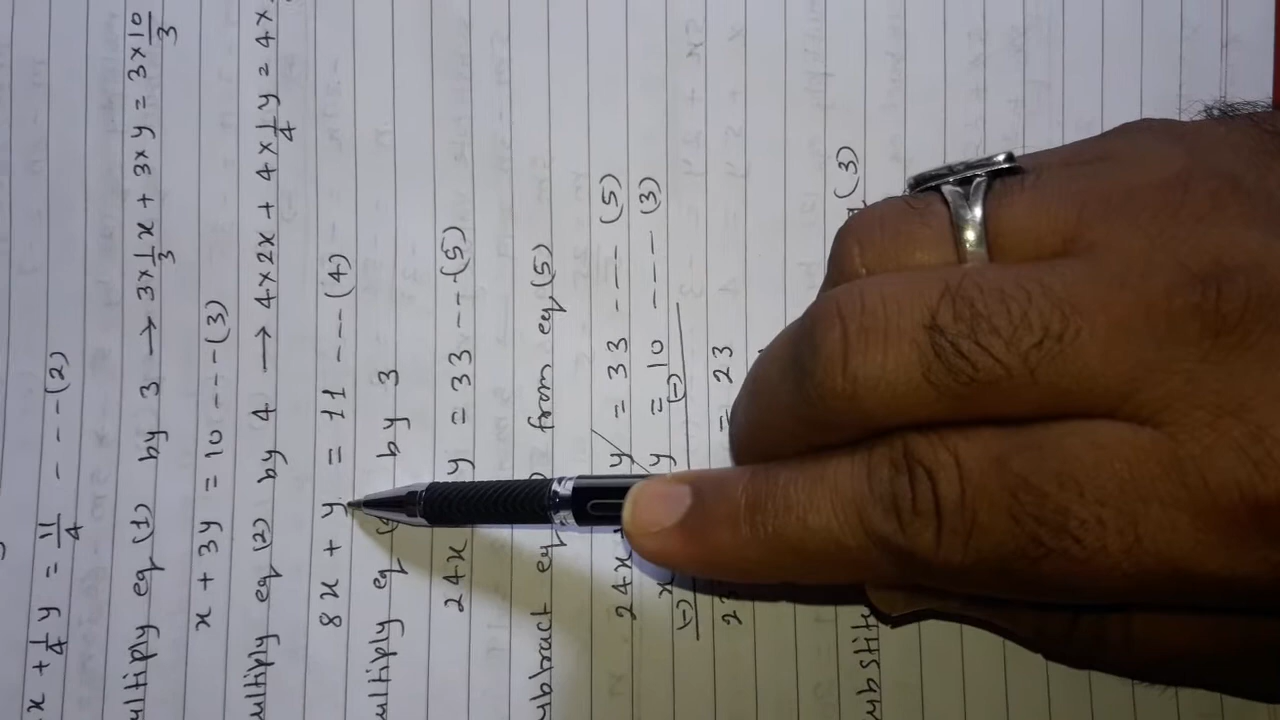 x + 1/4 y = 11/4 - - - (2)
ultiply eq (1) by 3 → 3 × 1/3 x + 3 × y = 3 × 10/3
x + 3y = 10 - - - (3)
ultiply eq (2) by 4 → 4 × 2x + 4 × 1/4 y = 4 ×
8x + y = 11 - - - (4)
ultiply eq by 3
24x y = 33 - - - (5)
ubtract eq from eq (5)
24x y = 33 - - - (5)
x y = 10 - - - (3)
(-) (-)
= 23
ubstitu (3)